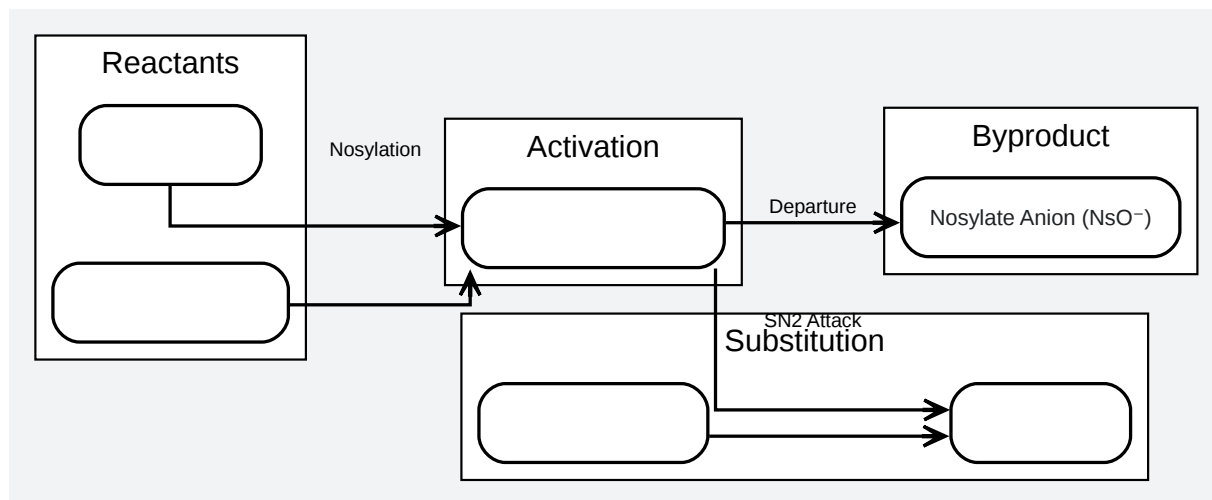 Reactants
Nosylation
Activation
Departure
Byproduct
Nosylate Anion (NsO⁻)
SN2 Attack
Substitution